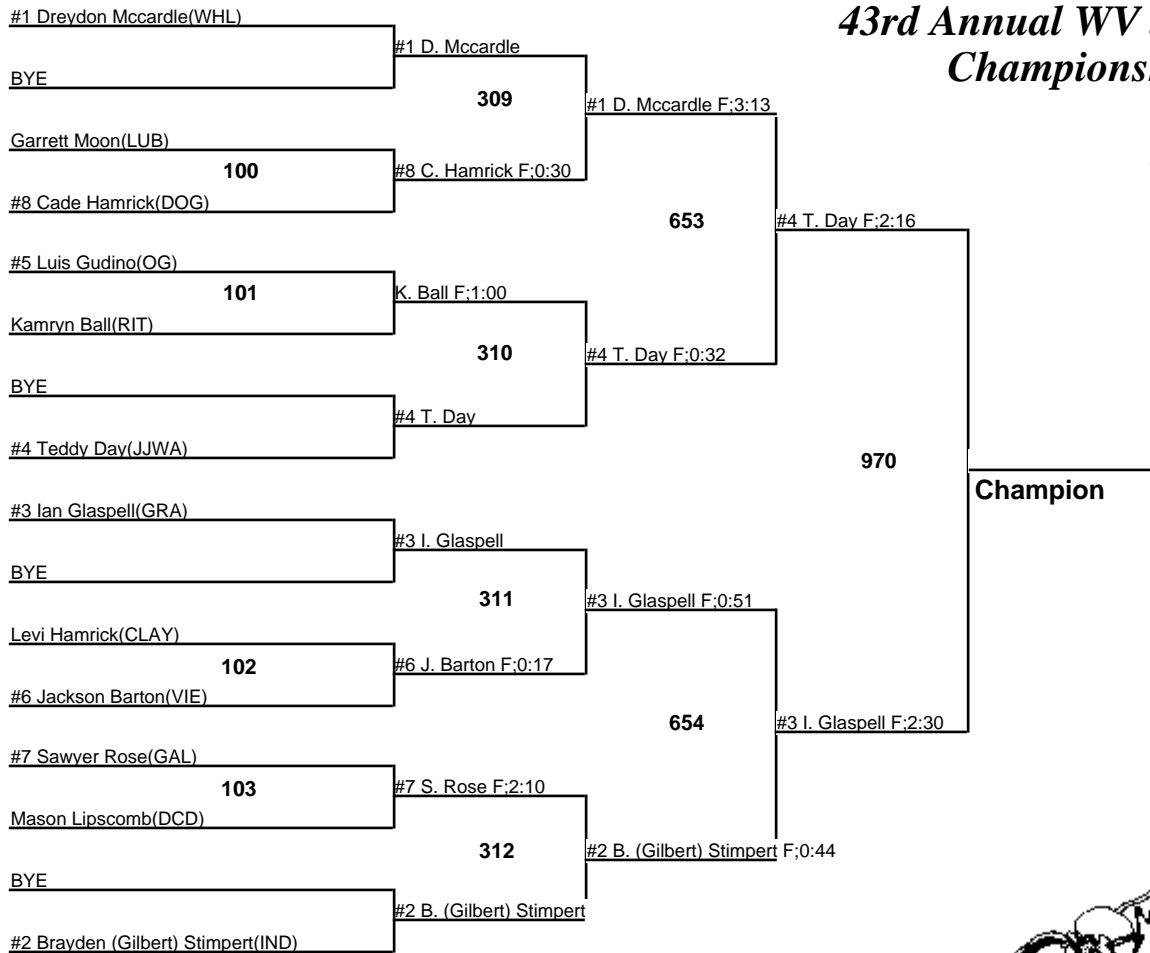 43rd Annual WV
Champions
#1 Dreydon Mccardle(WHL)
BYE
Garrett Moon(LUB)
100
#8 Cade Hamrick(DOG)
#5 Luis Gudino(OG)
101
Kamryn Ball(RIT)
BYE
#4 Teddy Day(JJWA)
#3 Ian Glaspell(GRA)
BYE
Levi Hamrick(CLAY)
102
#6 Jackson Barton(VIE)
#7 Sawyer Rose(GAL)
103
Mason Lipscomb(DCD)
BYE
#2 Brayden (Gilbert) Stimpert(IND)
#1 D. Mccardle
309
#8 C. Hamrick F;0:30
K. Ball F;1:00
310
#4 T. Day
#3 I. Glaspell
311
#6 J. Barton F;0:17
#7 S. Rose F;2:10
312
#2 B. (Gilbert) Stimpert
#1 D. Mccardle F;3:13
653
#4 T. Day F;0:32
#3 I. Glaspell F;0:51
654
#2 B. (Gilbert) Stimpert F;0:44
#4 T. Day F;2:16
970
#3 I. Glaspell F;2:30
Champion